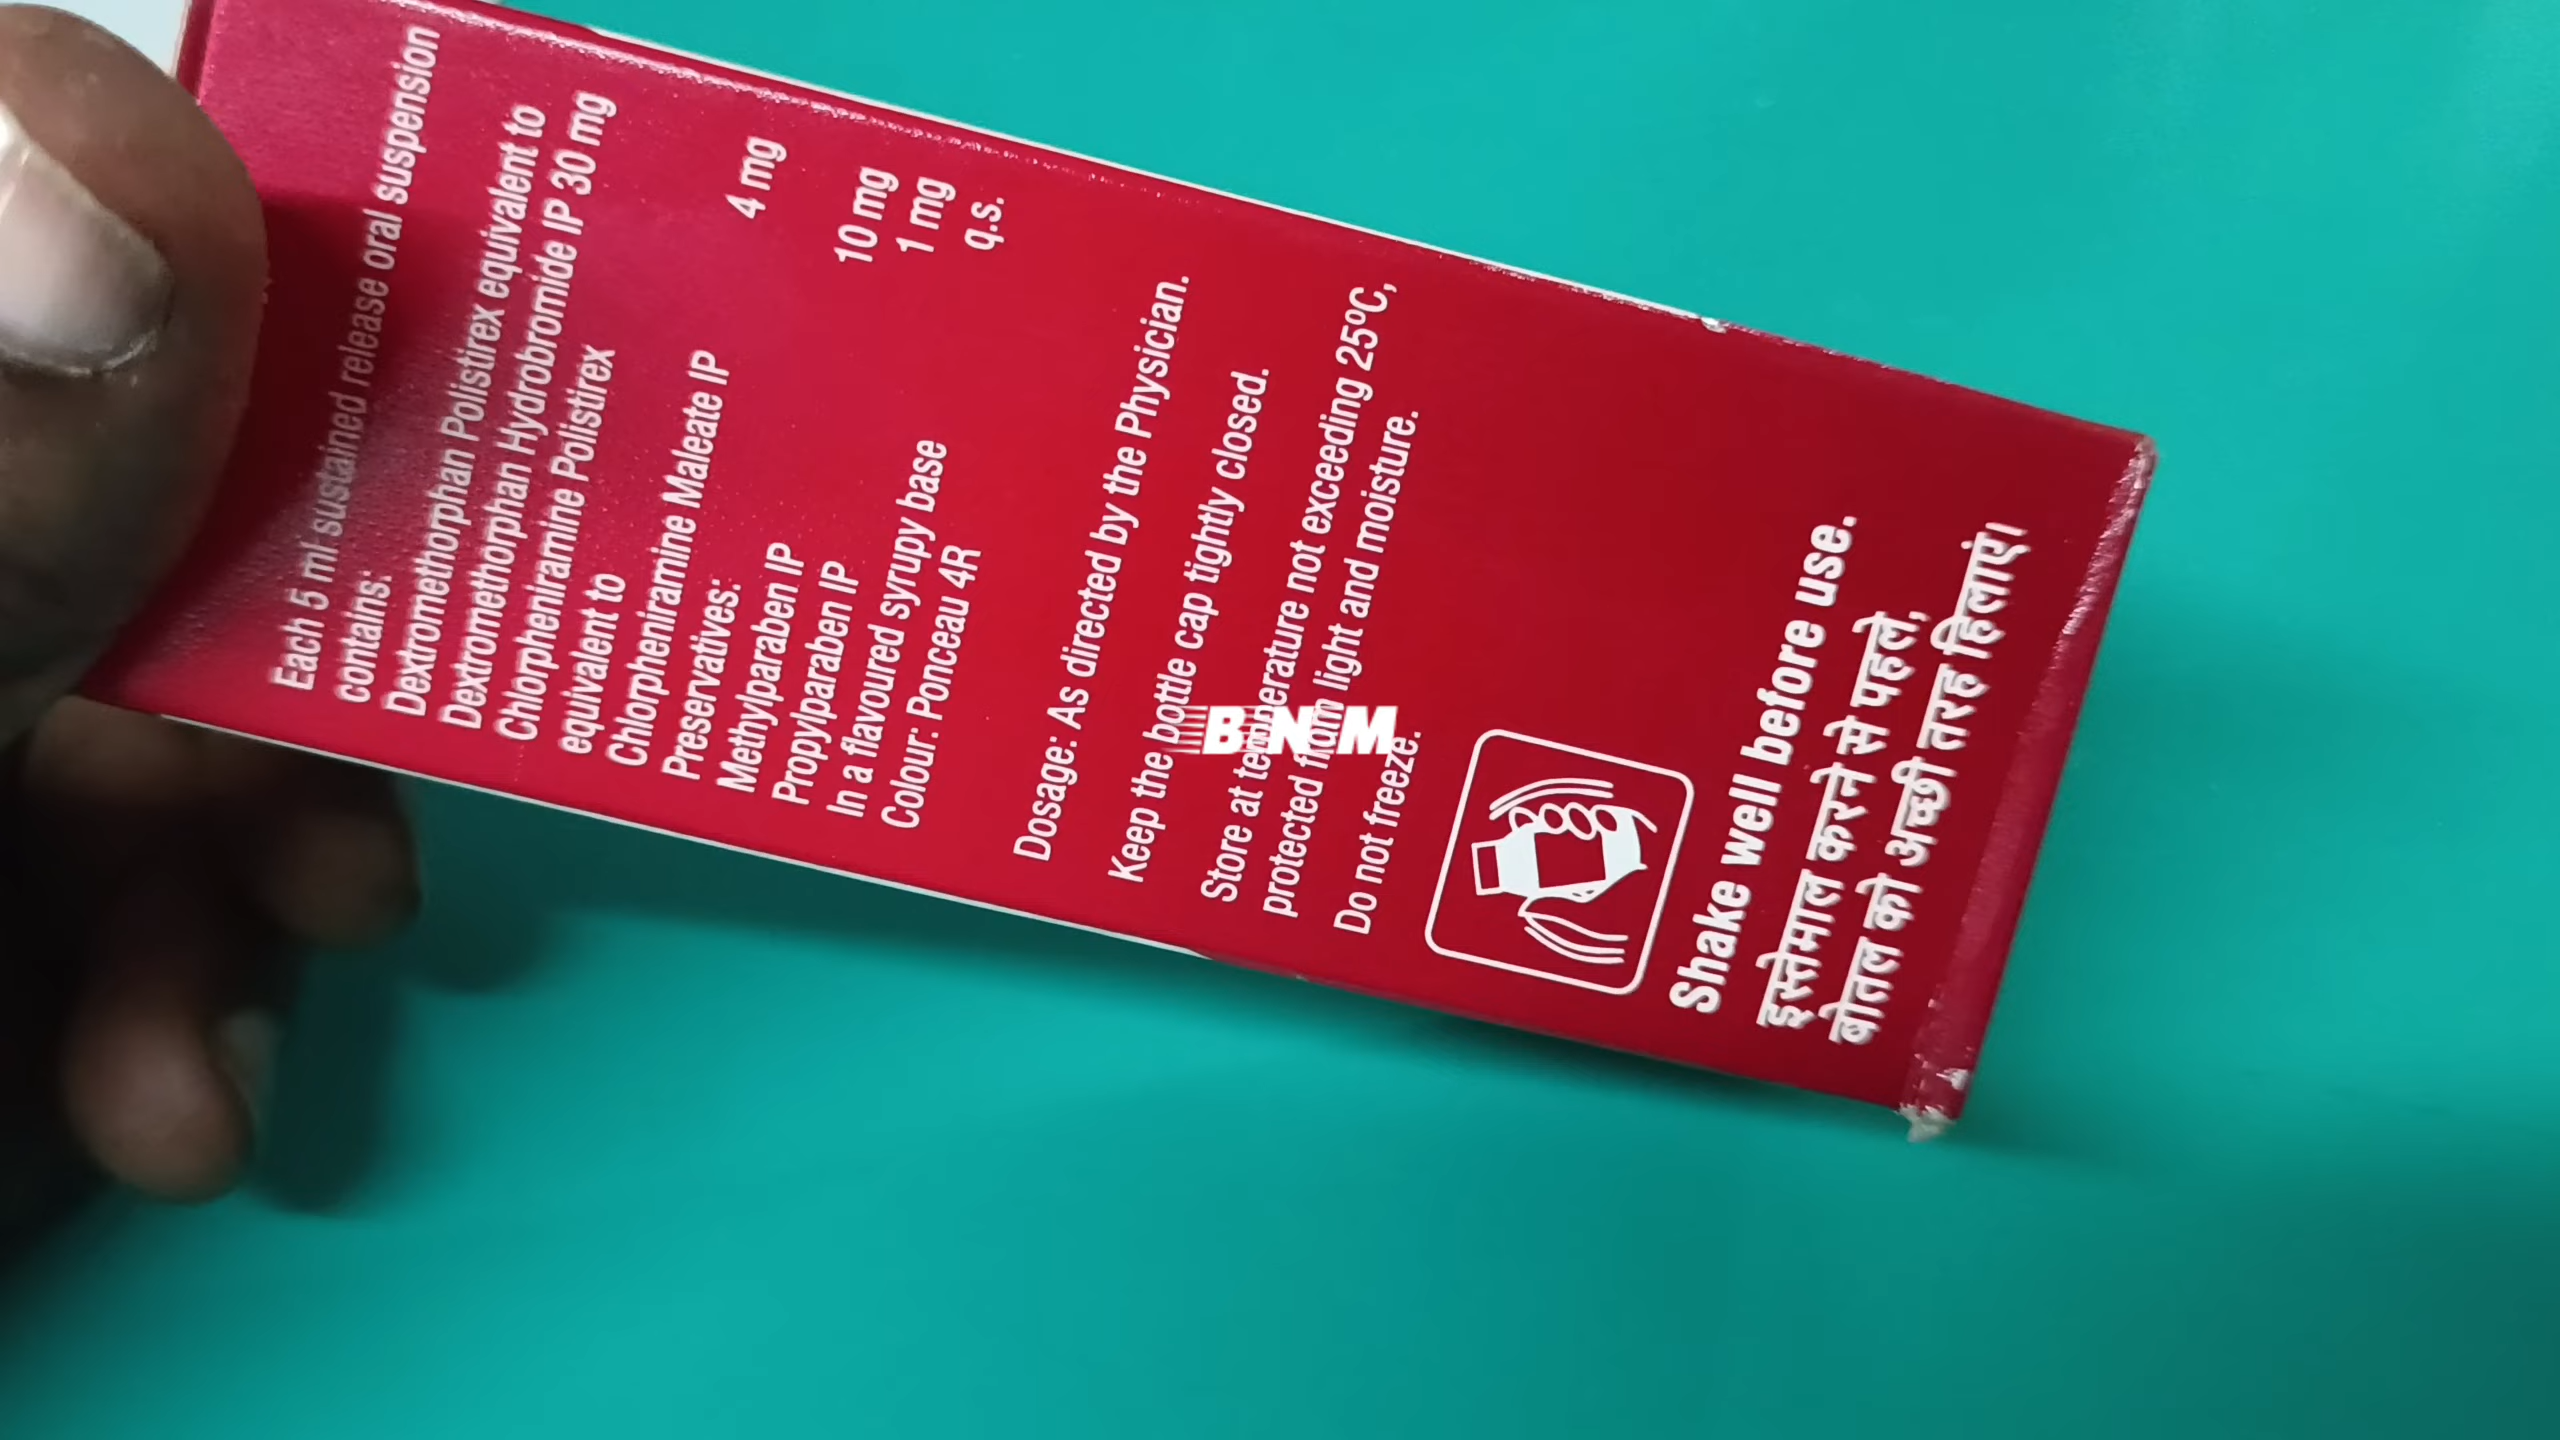 Each 5 ml sustained release oral suspension
contains:
Dextromethorphan Polistirex equivalent to
Dextromethophan Hydrobromide IP 30 mg
Chlorpheniramine Polistirex
equivalent to
Chlorpheniramine Maleate IP 4 mg
Preservatives:
Methylparaben IP 10 mg
Propylparaben IP 1 mg
In a flavoured syrupy base q.s.
Colour: Ponceau 4R
Dosage: As directed by the Physician.
Keep the bottle cap tightly closed.
Store at temperature not exceeding 25ºC,
protected from light and moisture.
Do not freeze.
BNM
Shake well before use.
इस्तेमाल करने से पहले,
बोतल को अच्छी तरह हिलाएं।